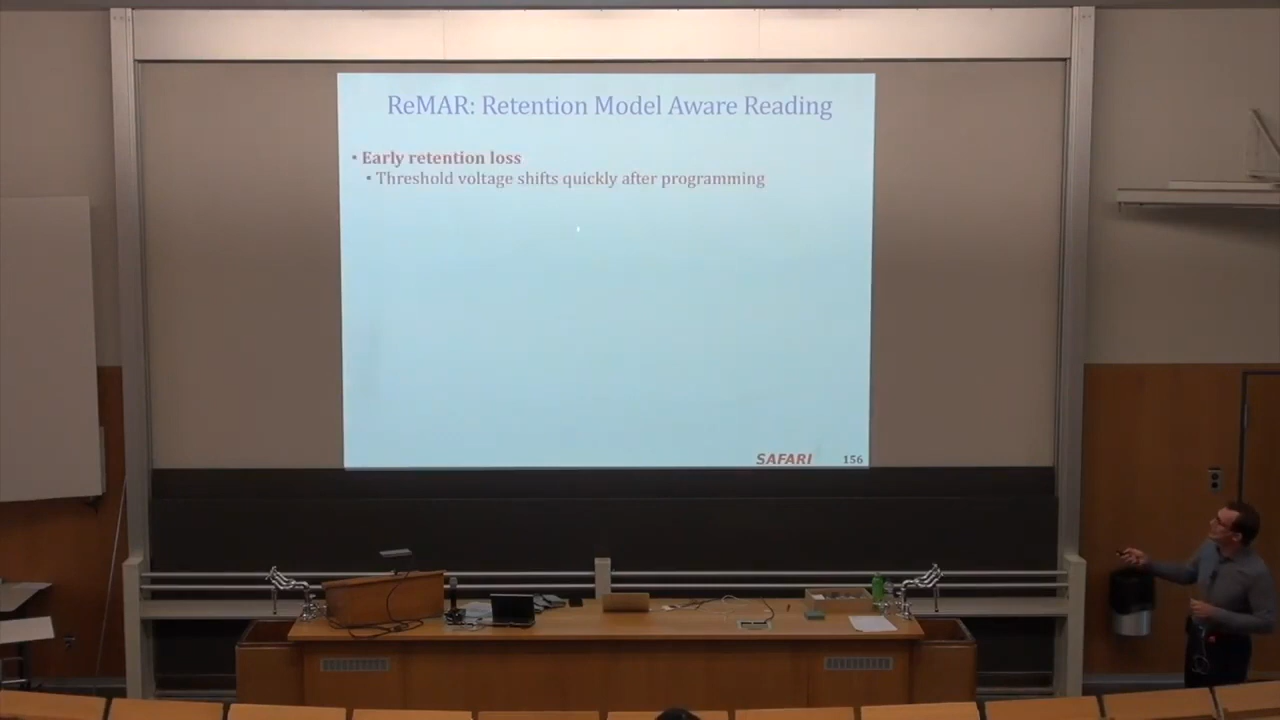 ReMAR: Retention Model Aware Reading
• Early retention loss
• Threshold voltage shifts quickly after programming
SAFARI 156